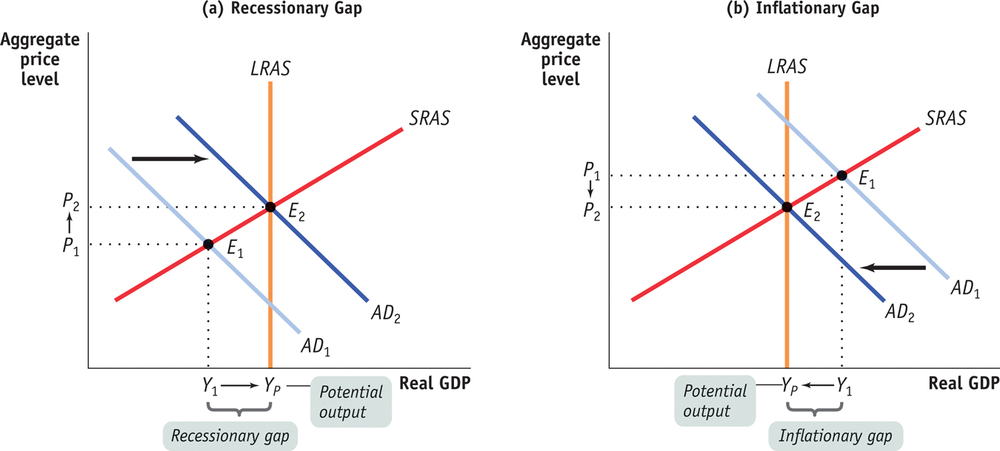 (a) Recessionary Gap
Aggregate
price
level
LRAS
SRAS
P2
P1
E2
E1
AD2
AD1
Y1
YP
Real GDP
Potential
output
Recessionary gap
(b) Inflationary Gap
Aggregate
price
level
LRAS
SRAS
P1
P2
E1
E2
AD1
AD2
YP
Y1
Real GDP
Potential
output
Inflationary gap